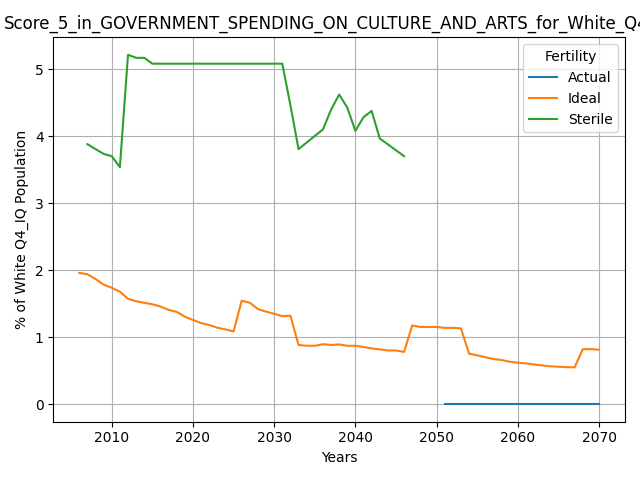 Score_5_in_GOVERNMENT_SPENDING_ON_CULTURE_AND_ARTS_for_White_Q4
Fertility
Actual
Ideal
Sterile
% of White Q4_IQ Population
5
4
3
2
1
0
2010 2020 2030 2040 2050 2060 2070
Years